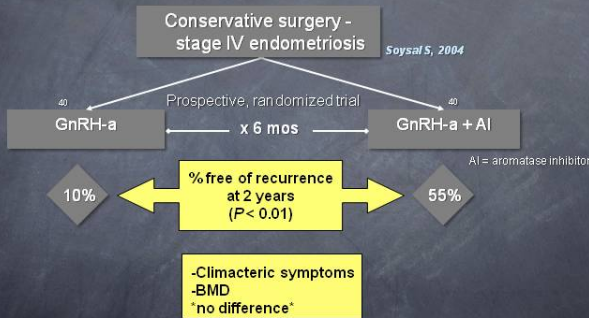 Conservative surgery -
stage IV endometriosis
Soysal S, 2004
40
40
Prospective, randomized trial
GnRH-a
x 6 mos
GnRH-a + AI
AI = aromatase inhibitor
10%
% free of recurrence
at 2 years
(P< 0.01)
55%
-Climacteric symptoms
-BMD
*no difference*